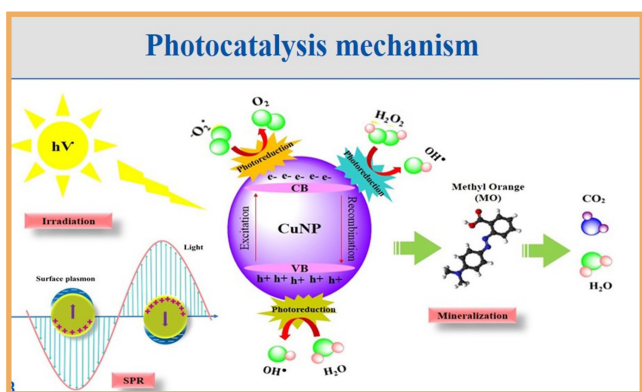 Photocatalysis mechanism
hV*
Irradiation
Light
Surface plasmon
SPR
·O₂*
O₂
Photoreduction
H₂O₂
OH•
Photoreduction
e- e- e- e- e-
CB
Excitation
CuNP
Recombination
VB
h+ h+ h+ h+ h+
Photoreduction
OH•
H₂O
Methyl Orange
(MO)
Mineralization
CO₂
H₂O